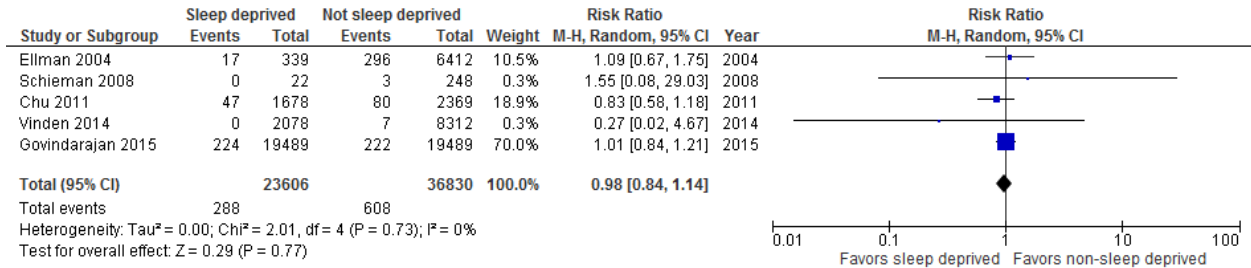 Sleep deprived Not sleep deprived Risk Ratio Risk Ratio
Study or Subgroup Events Total Events Total Weight M-H, Random, 95% CI Year M-H, Random, 95% CI
Ellman 2004 17 339 296 6412 10.5% 1.09 [0.67, 1.75] 2004
Schieman 2008 0 22 3 248 0.3% 1.55 [0.08, 29.03] 2008
Chu 2011 47 1678 80 2369 18.9% 0.83 [0.58, 1.18] 2011
Vinden 2014 0 2078 7 8312 0.3% 0.27 [0.02, 4.67] 2014
Govindarajan 2015 224 19489 222 19489 70.0% 1.01 [0.84, 1.21] 2015
Total (95% CI) 23606 36830 100.0% 0.98 [0.84, 1.14]
Total events 288 608
Heterogeneity: Tau² = 0.00; Chi² = 2.01, df = 4 (P = 0.73); I² = 0%
Test for overall effect: Z = 0.29 (P = 0.77)
0.01 0.1 1 10 100
Favors sleep deprived Favors non-sleep deprived